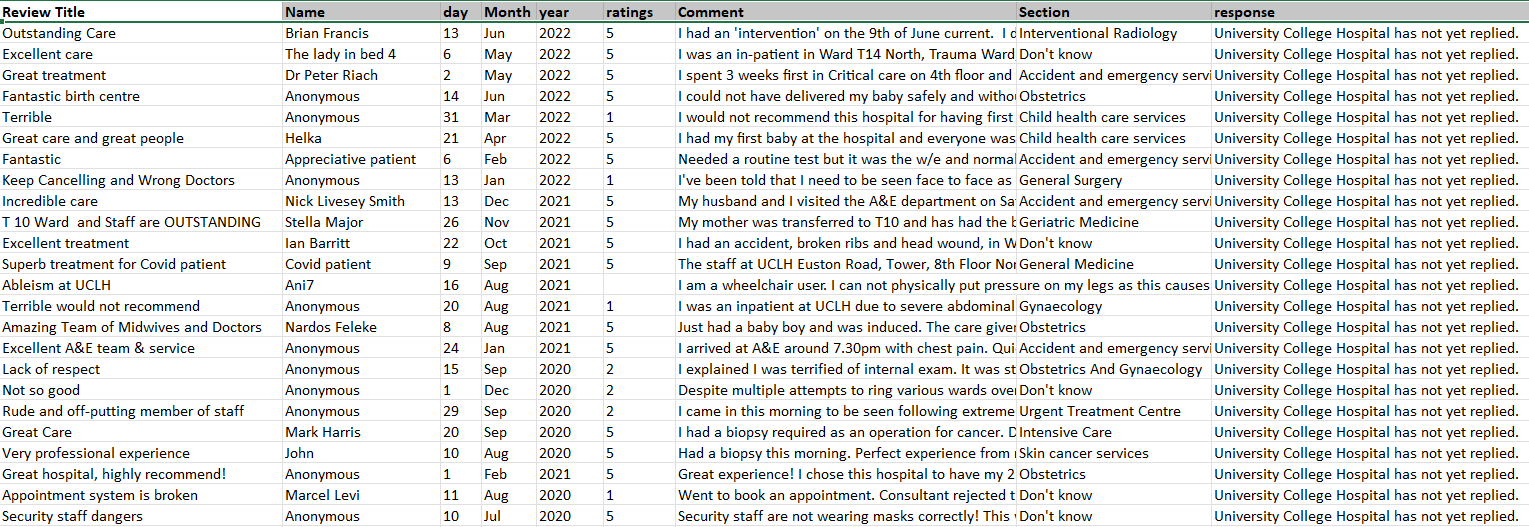 Review Title Name day Month year ratings Comment Section response
Outstanding Care Brian Francis 13 Jun 2022 5 I had an 'intervention' on the 9th of June current. I d Interventional Radiology University College Hospital has not yet replied.
Excellent care The lady in bed 4 6 May 2022 5 I was an in-patient in Ward T14 North, Trauma Ward Don't know University College Hospital has not yet replied.
Great treatment Dr Peter Riach 2 May 2022 5 I spent 3 weeks first in Critical care on 4th floor and Accident and emergency servi University College Hospital has not yet replied.
Fantastic birth centre Anonymous 14 Jun 2022 5 I could not have delivered my baby safely and witho Obstetrics University College Hospital has not yet replied.
Terrible Anonymous 31 Mar 2022 1 I would not recommend this hospital for having first Child health care services University College Hospital has not yet replied.
Great care and great people Helka 21 Apr 2022 5 I had my first baby at the hospital and everyone was Child health care services University College Hospital has not yet replied.
Fantastic Appreciative patient 6 Feb 2022 5 Needed a routine test but it was the w/e and normal Accident and emergency servi University College Hospital has not yet replied.
Keep Cancelling and Wrong Doctors Anonymous 13 Jan 2022 1 I've been told that I need to be seen face to face as General Surgery University College Hospital has not yet replied.
Incredible care Nick Livesey Smith 13 Dec 2021 5 My husband and I visited the A&E department on Sa Accident and emergency servi University College Hospital has not yet replied.
T 10 Ward and Staff are OUTSTANDING Stella Major 26 Nov 2021 5 My mother was transferred to T10 and has had the b Geriatric Medicine University College Hospital has not yet replied.
Excellent treatment Ian Barritt 22 Oct 2021 5 I had an accident, broken ribs and head wound, in W Don't know University College Hospital has not yet replied.
Superb treatment for Covid patient Covid patient 9 Sep 2021 5 The staff at UCLH Euston Road, Tower, 8th Floor Nor General Medicine University College Hospital has not yet replied.
Ableism at UCLH Ani7 16 Aug 2021 I am a wheelchair user. I can not physically put pressure on my legs as this causes University College Hospital has not yet replied.
Terrible would not recommend Anonymous 20 Aug 2021 1 I was an inpatient at UCLH due to severe abdominal Gynaecology University College Hospital has not yet replied.
Amazing Team of Midwives and Doctors Nardos Feleke 8 Aug 2021 5 Just had a baby boy and was induced. The care given Obstetrics University College Hospital has not yet replied.
Excellent A&E team & service Anonymous 24 Jan 2021 5 I arrived at A&E around 7.30pm with chest pain. Qui Accident and emergency servi University College Hospital has not yet replied.
Lack of respect Anonymous 15 Sep 2020 2 I explained I was terrified of internal exam. It was st Obstetrics And Gynaecology University College Hospital has not yet replied.
Not so good Anonymous 1 Dec 2020 2 Despite multiple attempts to ring various wards over Don't know University College Hospital has not yet replied.
Rude and off-putting member of staff Anonymous 29 Sep 2020 2 I came in this morning to be seen following extreme Urgent Treatment Centre University College Hospital has not yet replied.
Great Care Mark Harris 20 Sep 2020 5 I had a biopsy required as an operation for cancer. D Intensive Care University College Hospital has not yet replied.
Very professional experience John 10 Aug 2020 5 Had a biopsy this morning. Perfect experience from Skin cancer services University College Hospital has not yet replied.
Great hospital, highly recommend! Anonymous 1 Feb 2021 5 Great experience! I chose this hospital to have my 2 Obstetrics University College Hospital has not yet replied.
Appointment system is broken Marcel Levi 11 Aug 2020 1 Went to book an appointment. Consultant rejected t Don't know University College Hospital has not yet replied.
Security staff dangers Anonymous 10 Jul 2020 5 Security staff are not wearing masks correctly! This Don't know University College Hospital has not yet replied.